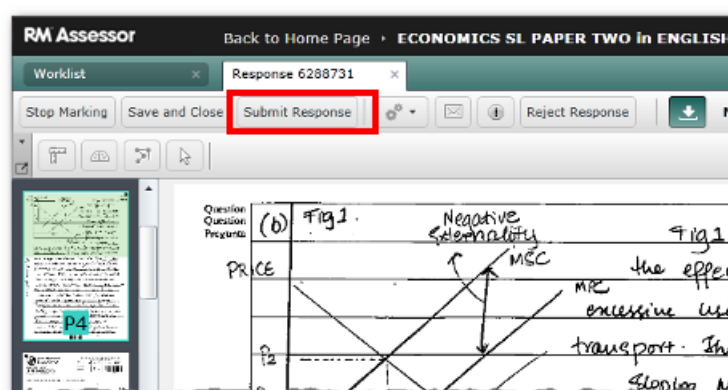 RM Assessor
Back to Home Page ▸ ECONOMICS SL PAPER TWO in ENGLISH
Worklist ×
Response 6288731 ×
Stop Marking
Save and Close
Submit Response
Reject Response
Question
Question
Pregunta
(b)
Fig 1.
Negative
Externality
Fig 1
PRICE
MSC
the effe
MPC
excessive us
P2
transport. In
P4